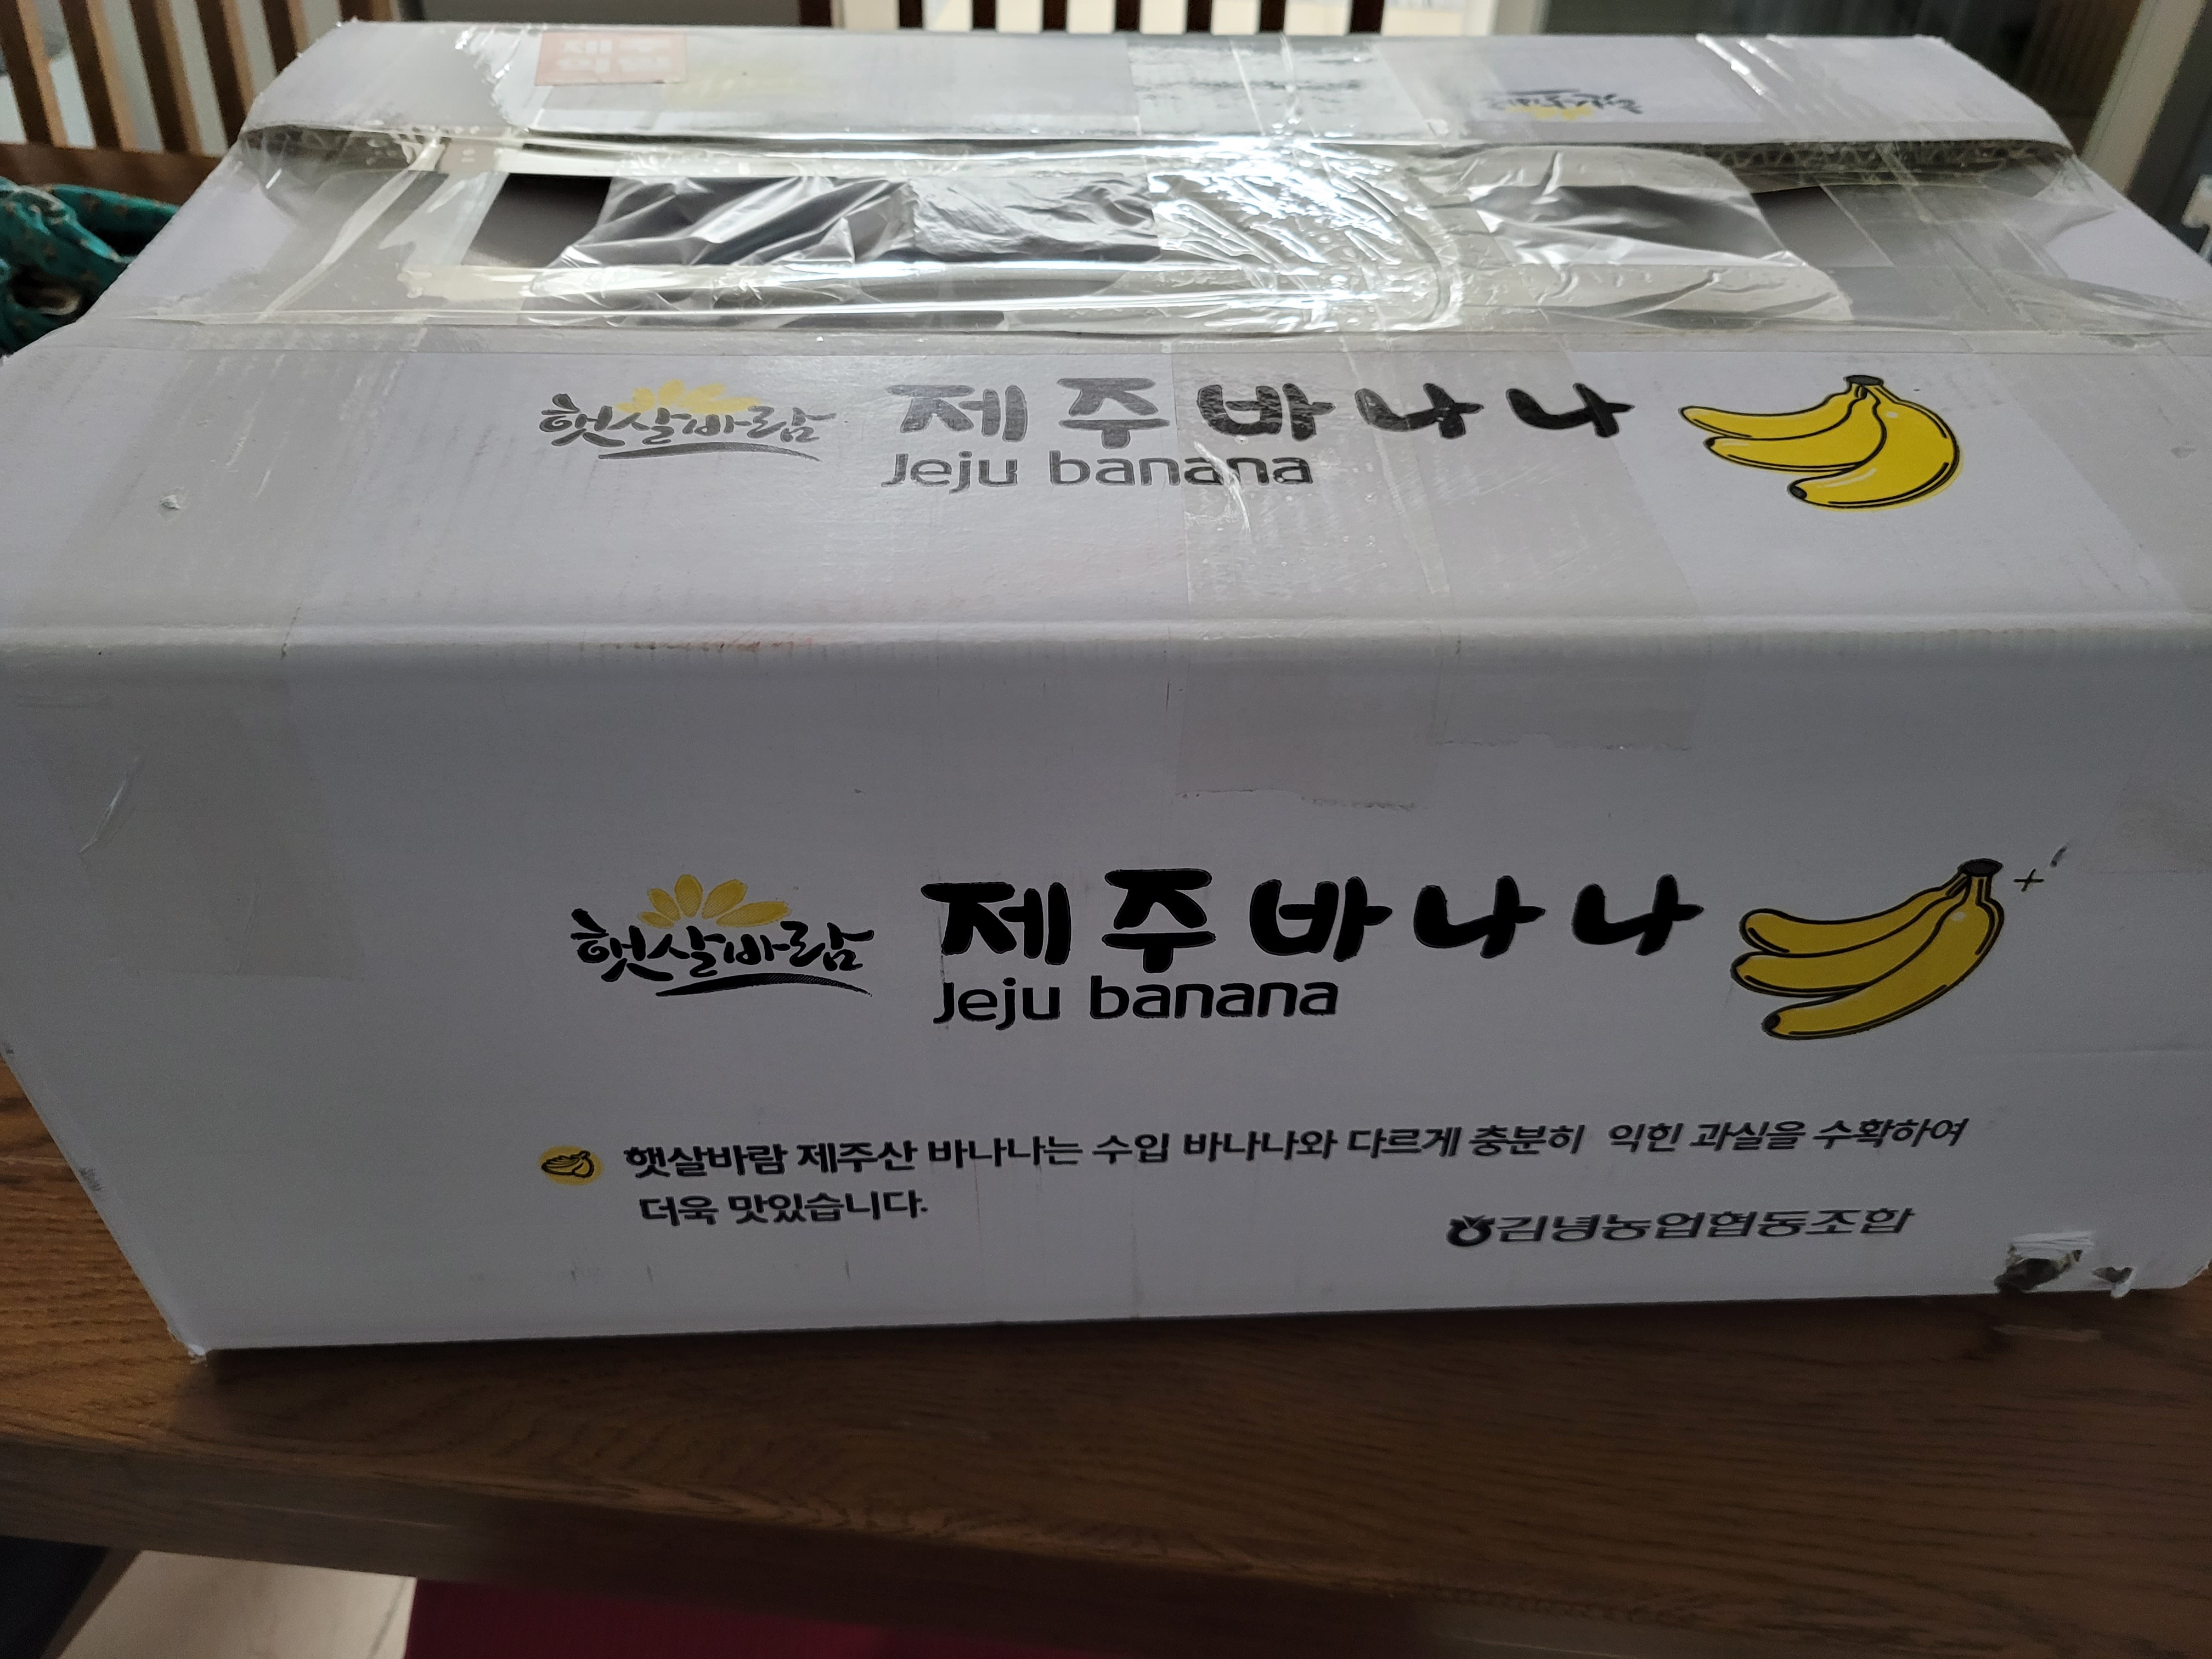 햇살바람
제주바나나
Jeju banana
햇살바람
제주바나나
Jeju banana
햇살바람 제주산 바나나는 수입 바나나와 다르게 충분히 익힌 과실을 수확하여
더욱 맛있습니다.
김녕농업협동조합